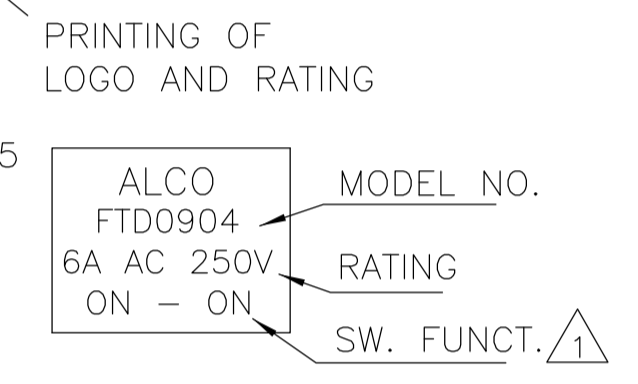 PRINTING OF
LOGO AND RATING
5
ALCO
FTD0904
MODEL NO.
6A AC 250V
RATING
ON - ON
SW. FUNCT. 1